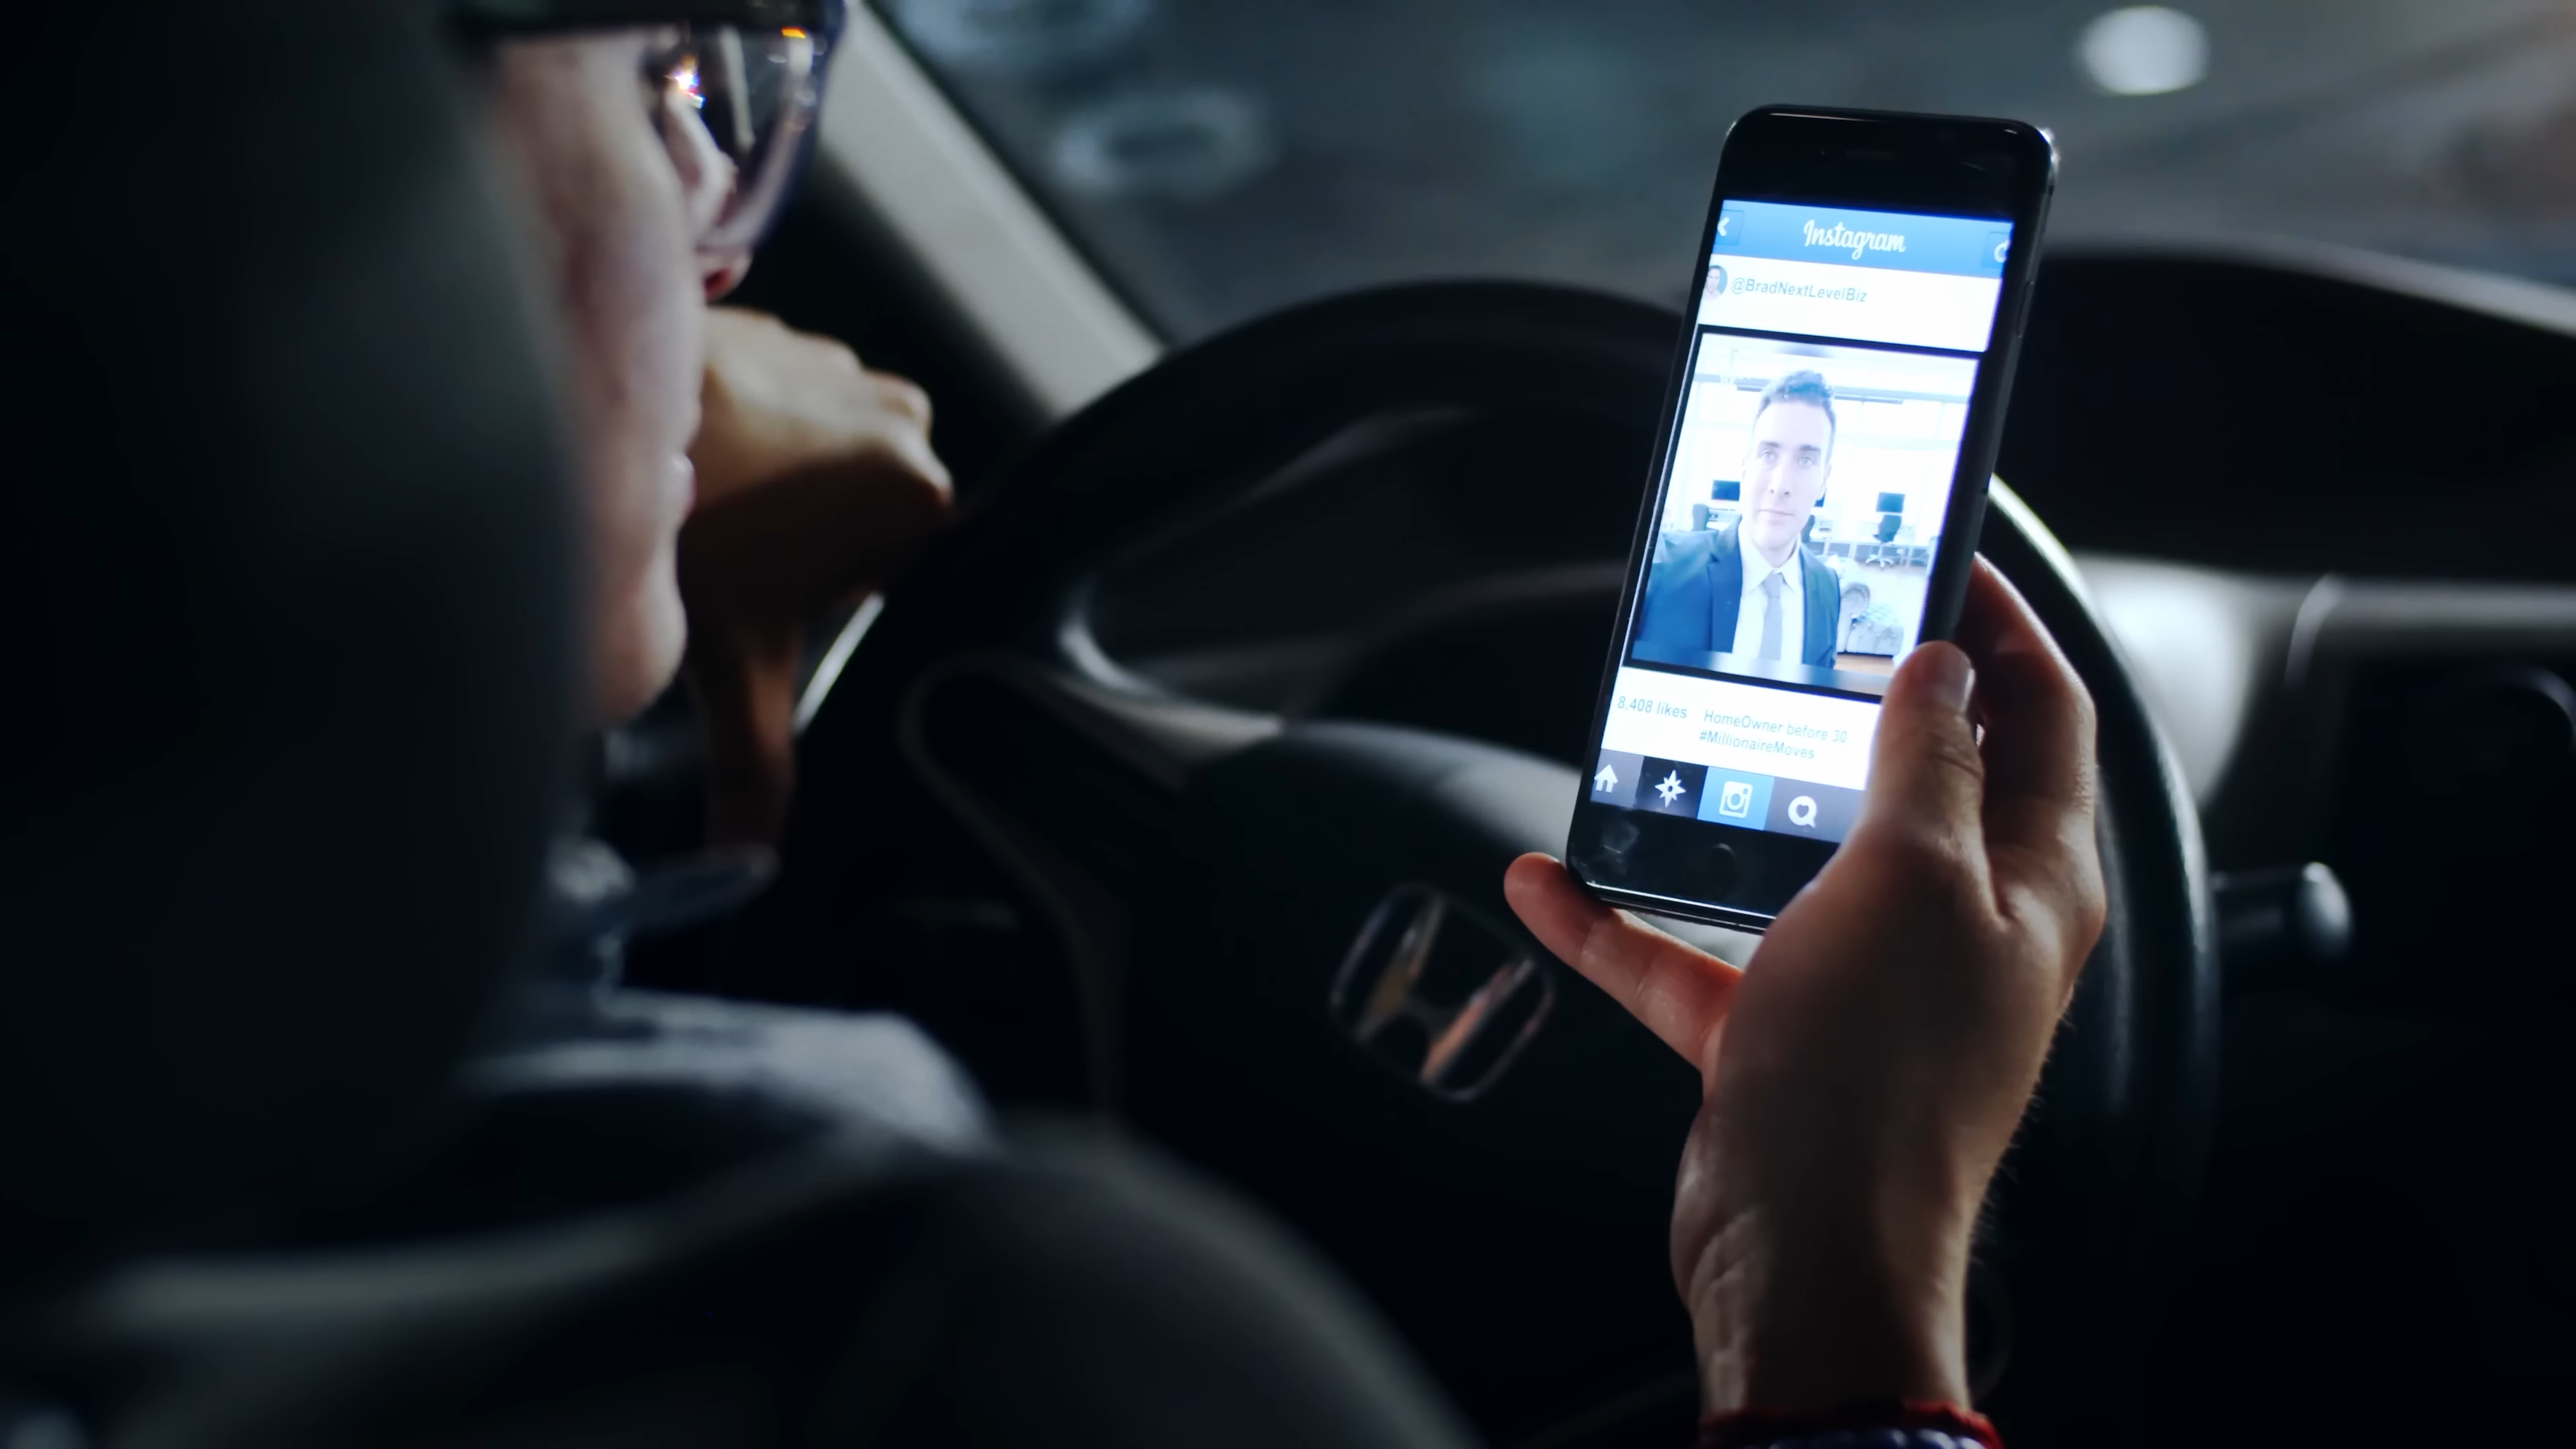 Instagram
@BradNextLevelBiz
8,408 likes
HomeOwner before 30
#MillionaireMoves